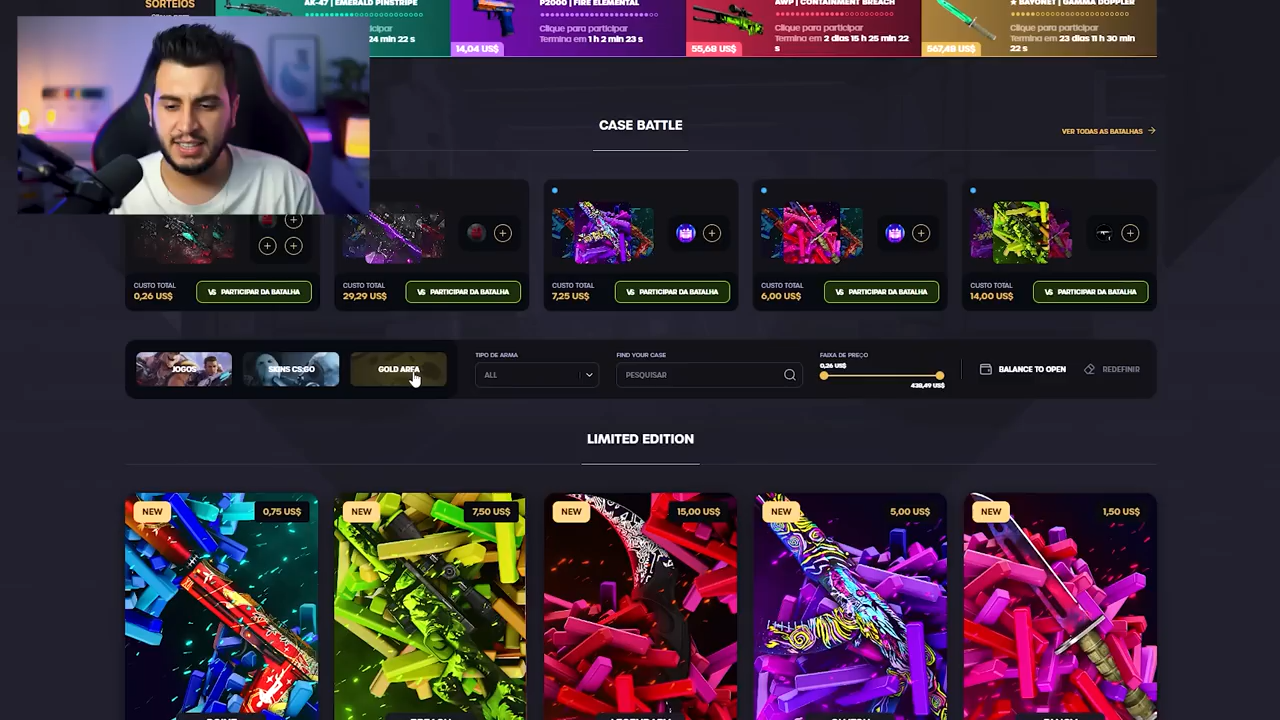 SORTEIOS
AK-47 | EMERALD PINSTRIPE
P2000 | FIRE ELEMENTAL
AWP | CONTAINMENT BREACH
★ BAYONET | GAMMA DOPPLER
Clique para participar
Clique para participar
Clique para participar
24 min 22 s
Termina em 1 h 2 min 23 s
Termina em 2 dias 15 h 25 min 22 s
Termina em 23 dias 11 h 30 min 22 s
14,04 US$
55,68 US$
567,48 US$
CASE BATTLE
VER TODAS AS BATALHAS
CUSTO TOTAL
0,26 US$
VS PARTICIPAR DA BATALHA
CUSTO TOTAL
29,29 US$
VS PARTICIPAR DA BATALHA
CUSTO TOTAL
7,25 US$
VS PARTICIPAR DA BATALHA
CUSTO TOTAL
6,00 US$
VS PARTICIPAR DA BATALHA
CUSTO TOTAL
14,00 US$
VS PARTICIPAR DA BATALHA
JOGOS
SKINS CS:GO
GOLD AREA
TIPO DE ARMA
ALL
FIND YOUR CASE
PESQUISAR
FAIXA DE PREÇO
0,26 US$
438,49 US$
BALANCE TO OPEN
REDEFINIR
LIMITED EDITION
NEW
0,75 US$
NEW
7,50 US$
NEW
15,00 US$
NEW
5,00 US$
NEW
1,50 US$